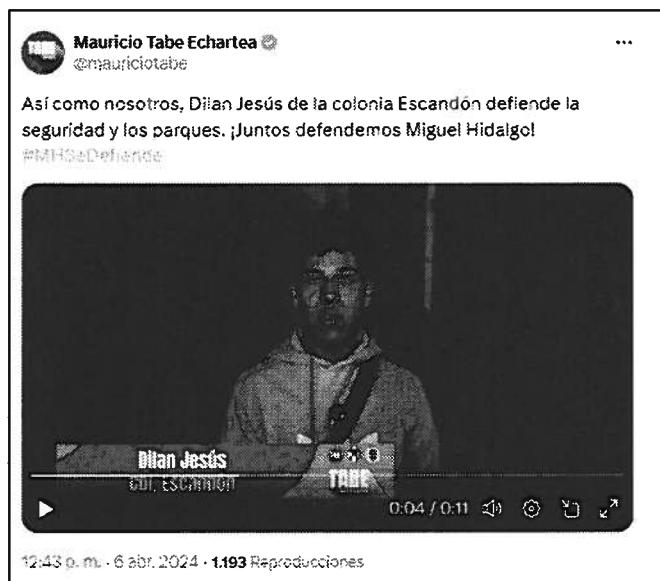 Mauricio Tabe Echartea
@mauriciotabe
Así como nosotros, Dilan Jesús de la colonia Escandón defiende la
seguridad y los parques. ¡Juntos defendemos Miguel Hidalgo!
#MHSeDefiende
Dilan Jesús
COL. ESCANDÓN
TABE
0:04 / 0:11
12:43 p. m. · 6 abr. 2024 · 1,193 Reproducciones